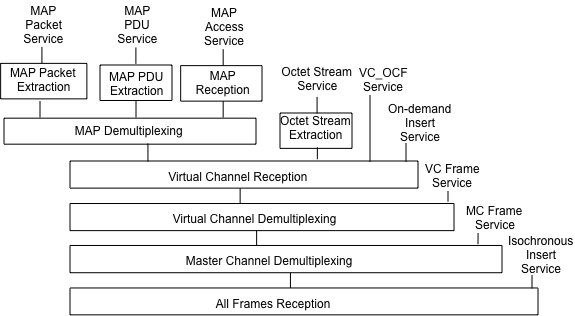 MAP
Packet
Service
MAP
PDU
Service
MAP
Access
Service
MAP Packet
Extraction
MAP PDU
Extraction
MAP
Reception
Octet Stream
Service
VC_OCF
Service
On-demand
Insert
Service
MAP Demultiplexing
Octet Stream
Extraction
Virtual Channel Reception
VC Frame
Service
Virtual Channel Demultiplexing
MC Frame
Service
Master Channel Demultiplexing
Isochronous
Insert
Service
All Frames Reception